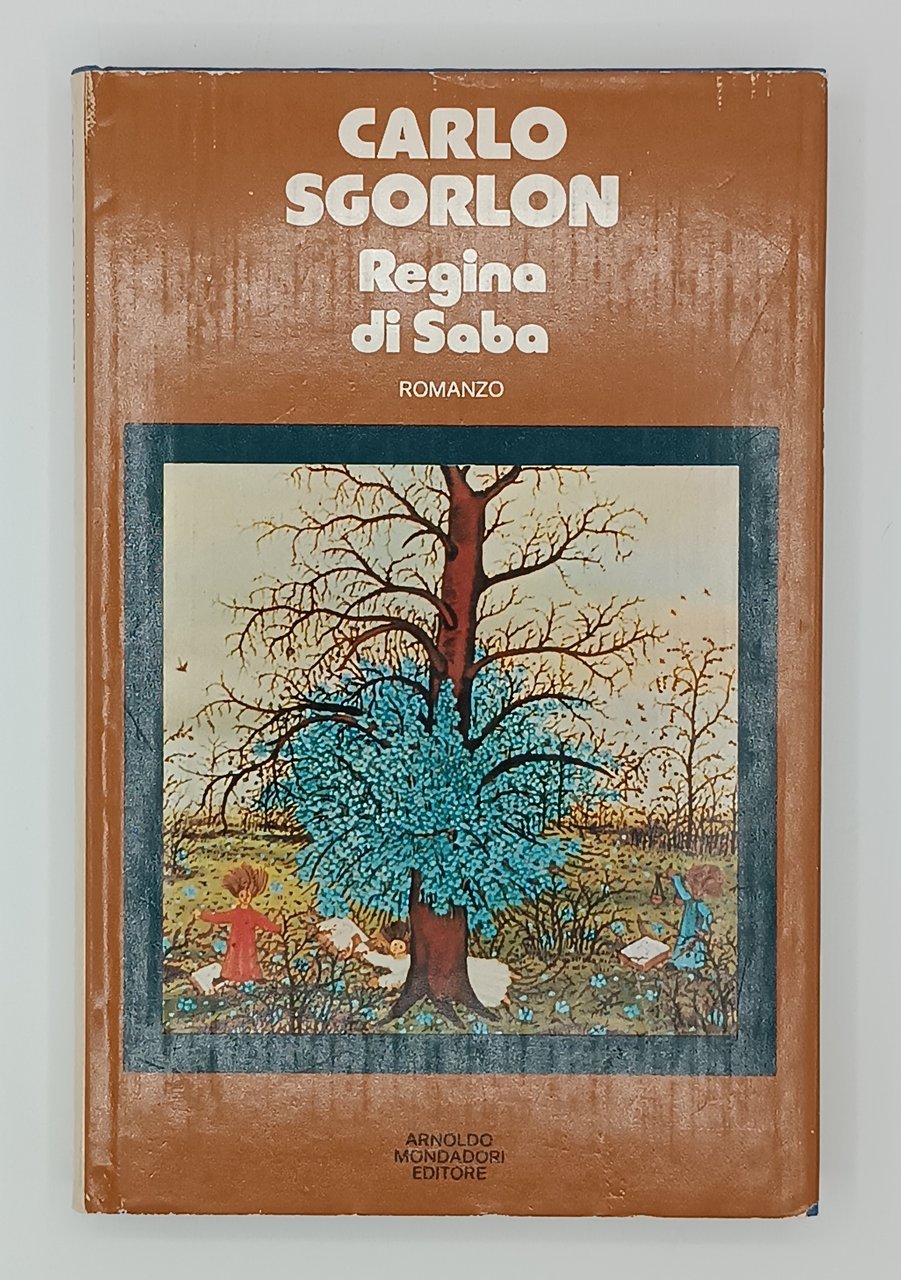 CARLO
SGORLON
Regina
di Saba
ROMANZO
ARNOLDO
MONDADORI
EDITORE